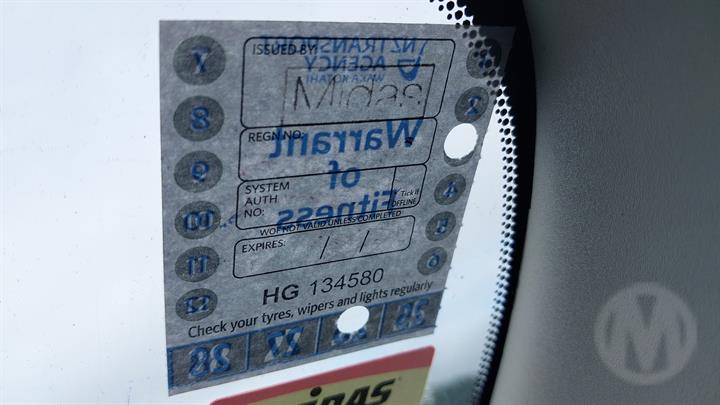 ISSUED BY:
NZ TRANSPORT
AGENCY
WAKA KOTAHI
Midas
REGN NO:
Warrant
of
Fitness
SYSTEM
AUTH
NO:
Tick if
OFFLINE
WOF NOT VALID UNLESS COMPLETED
EXPIRES: / /
HG 134580
Check your tyres, wipers and lights regularly
7
8
9
10
11
12
1
2
4
5
6
28
27
25
M